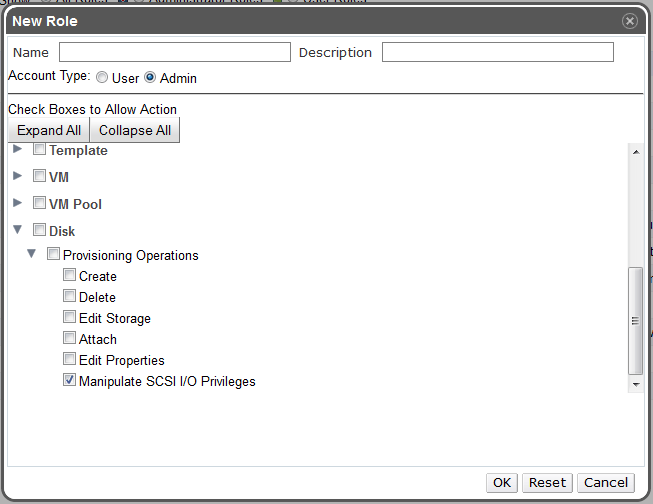 New Role
Name Description
Account Type: User Admin
Check Boxes to Allow Action
Expand All Collapse All
Template
VM
VM Pool
Disk
Provisioning Operations
Create
Delete
Edit Storage
Attach
Edit Properties
Manipulate SCSI I/O Privileges
OK Reset Cancel